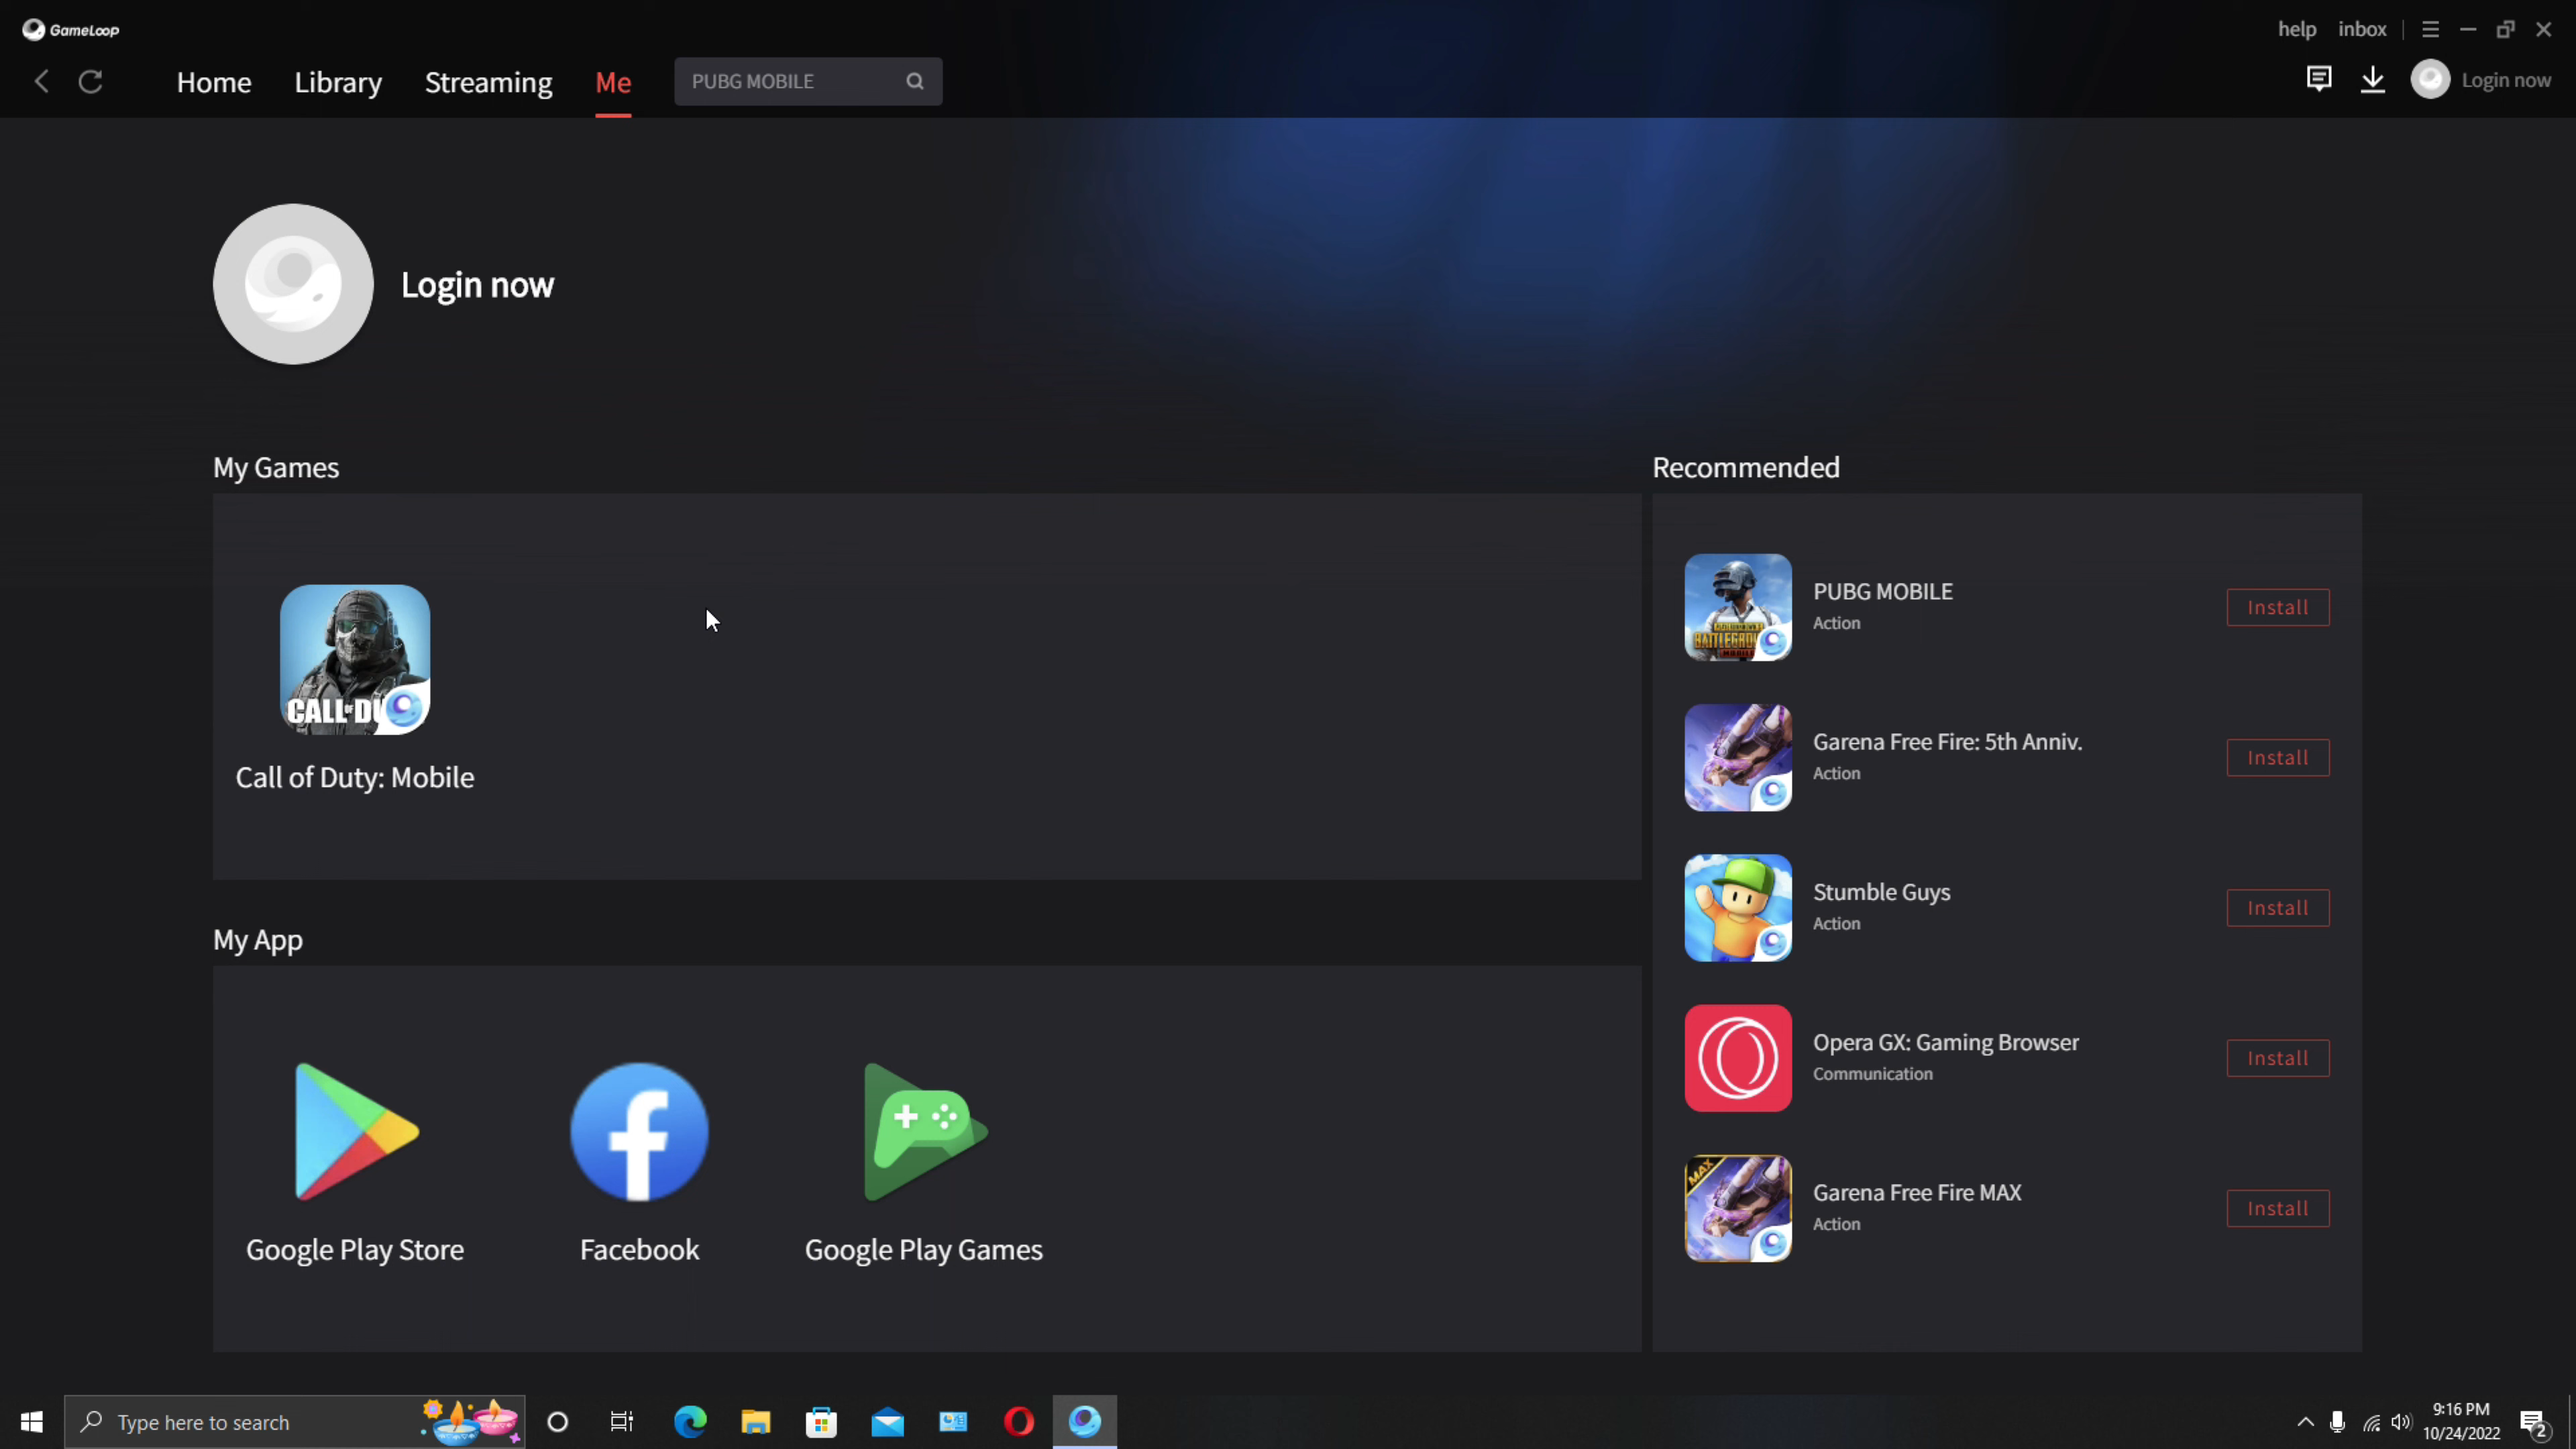 GameLoop
help inbox
Home Library Streaming Me PUBG MOBILE Login now
Login now
My Games
CALL OF DU
Call of Duty: Mobile
My App
Google Play Store Facebook Google Play Games
Recommended
PUBG MOBILE
Action
Install
Garena Free Fire: 5th Anniv.
Action
Install
Stumble Guys
Action
Install
Opera GX: Gaming Browser
Communication
Install
MAX
Garena Free Fire MAX
Action
Install
Type here to search
9:16 PM
10/24/2022
2